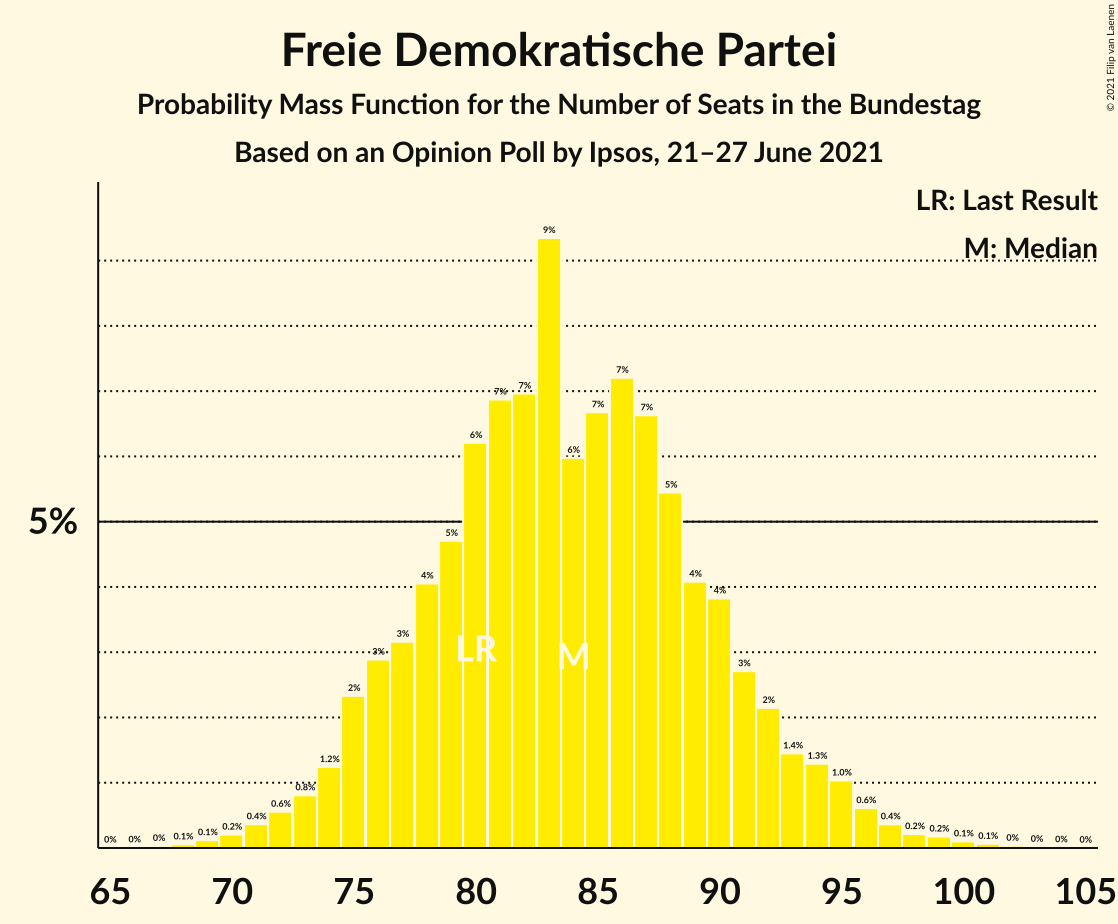 Freie Demokratische Partei
Probability Mass Function for the Number of Seats in the Bundestag
Based on an Opinion Poll by Ipsos, 21–27 June 2021
© 2021 Filip van Laenen
LR: Last Result
M: Median
5%
0% 0% 0% 0.1% 0.1% 0.2% 0.4% 0.6% 0.8% 1.2% 2% 3% 3% 4% 5% 6% 7% 7% 9% 6% 7% 7% 7% 5% 4% 4% 3% 2% 1.4% 1.3% 1.0% 0.6% 0.4% 0.2% 0.2% 0.1% 0.1% 0% 0% 0% 0%
LR M
65 70 75 80 85 90 95 100 105